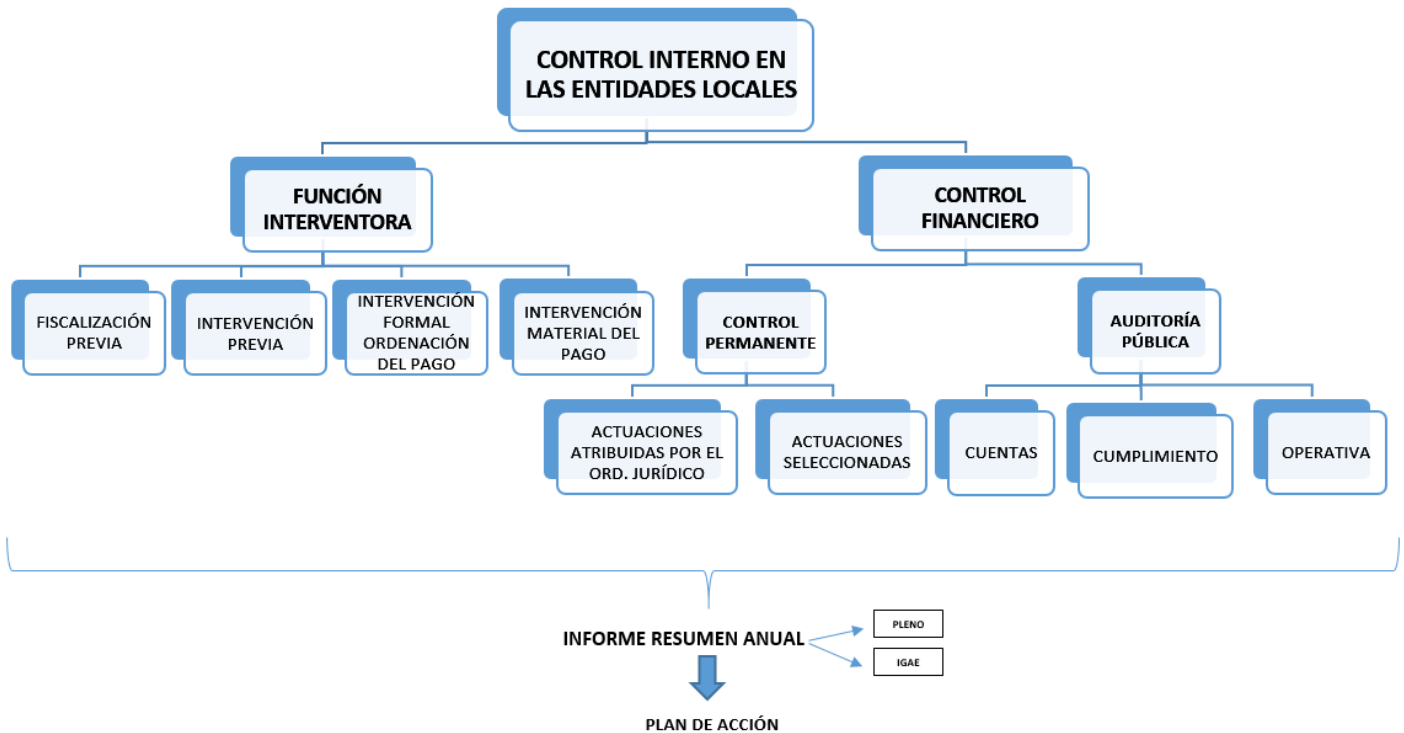 CONTROL INTERNO EN
LAS ENTIDADES LOCALES
FUNCIÓN
INTERVENTORA
CONTROL
FINANCIERO
FISCALIZACIÓN
PREVIA
INTERVENCIÓN
PREVIA
INTERVENCIÓN
FORMAL
ORDENACIÓN
DEL PAGO
INTERVENCIÓN
MATERIAL DEL
PAGO
CONTROL
PERMANENTE
AUDITORÍA
PÚBLICA
ACTUACIONES
ATRIBUIDAS POR EL
ORD. JURÍDICO
ACTUACIONES
SELECCIONADAS
CUENTAS
CUMPLIMIENTO
OPERATIVA
INFORME RESUMEN ANUAL
PLENO
IGAE
PLAN DE ACCIÓN